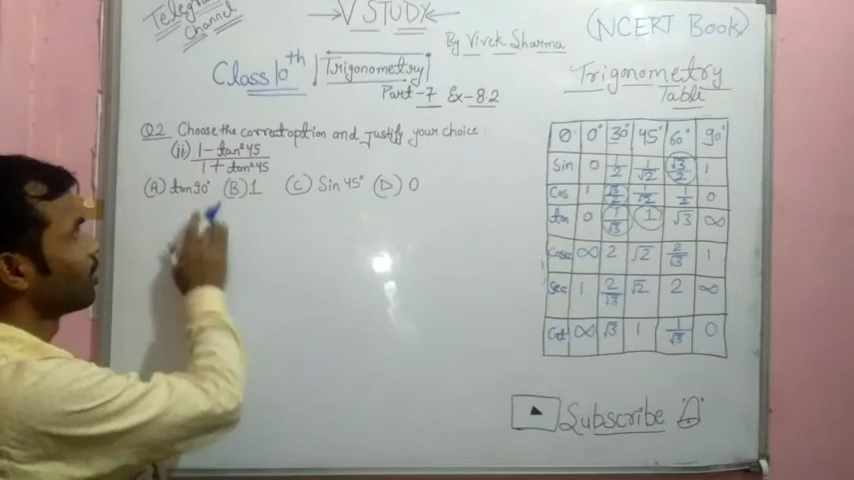 Telegram
Channel
V STUDY
By Vivek Sharma
(NCERT Book)
Class 10th
Trigonometry
Part-7 Ex-8.2
Trigonometry
Table
Q2 Choose the correct option and justify your choice
(ii) 1 - tan²45
1 + tan²45
(A) tan90° (B) 1 (C) Sin 45° (D) 0
θ 0° 30° 45° 60° 90°
Sin 0 1/2 1/√2 √3/2 1
Cos 1 √3/2 1/√2 1/2 0
tan 0 1/√3 1 √3 ∞
Cosec ∞ 2 √2 2/√3 1
Sec 1 2/√3 √2 2 ∞
Cot ∞ √3 1 1/√3 0
Subscribe